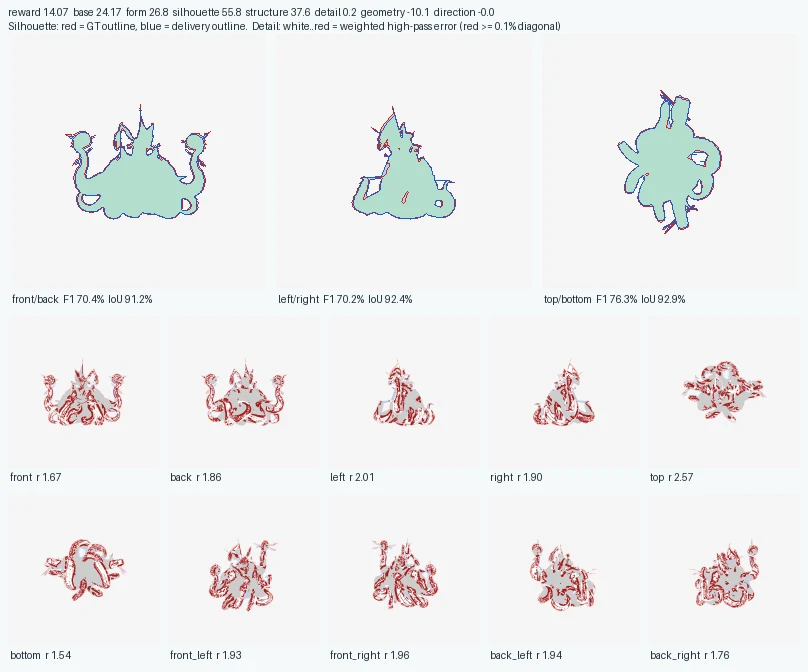 reward 14.07 base 24.17 form 26.8 silhouette 55.8 structure 37.6 detail 0.2 geometry -10.1 direction -0.0
Silhouette: red = GT outline, blue = delivery outline. Detail: white..red = weighted high-pass error (red >= 0.1% diagonal)
front/back F1 70.4% IoU 91.2%
left/right F1 70.2% IoU 92.4%
top/bottom F1 76.3% IoU 92.9%
front r 1.67
back r 1.86
left r 2.01
right r 1.90
top r 2.57
bottom r 1.54
front_left r 1.93
front_right r 1.96
back_left r 1.94
back_right r 1.76